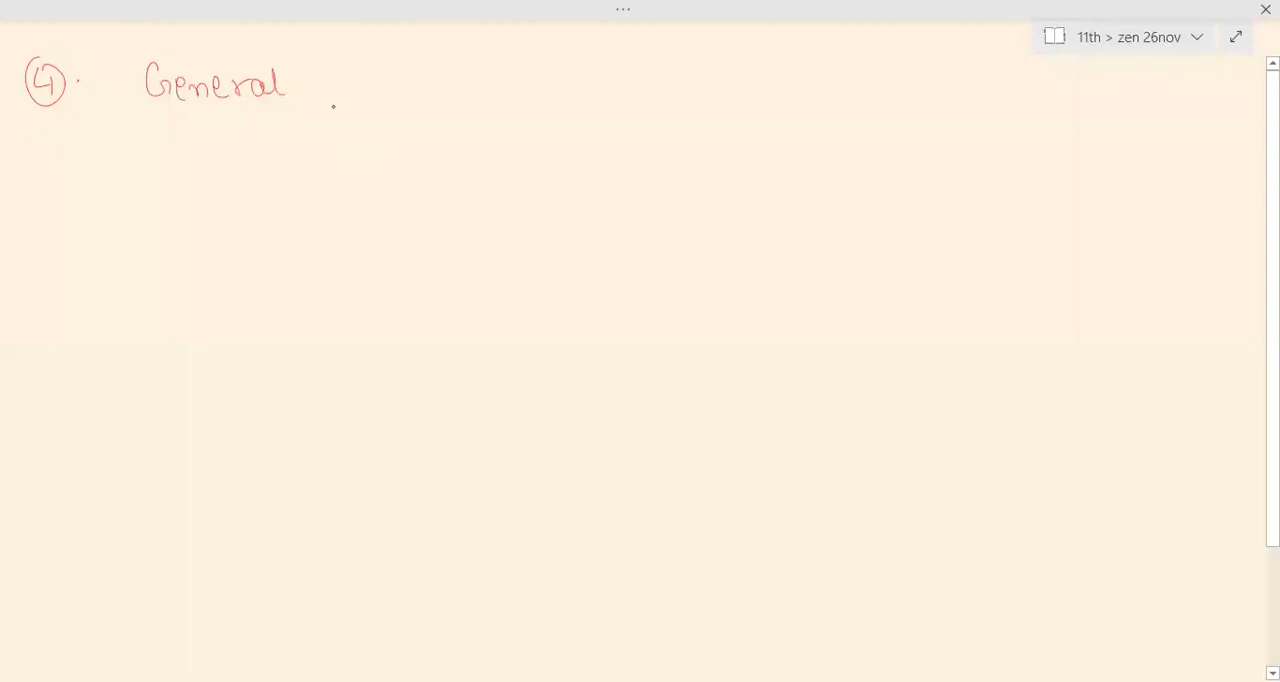 ...
11th > zen 26nov
④. General